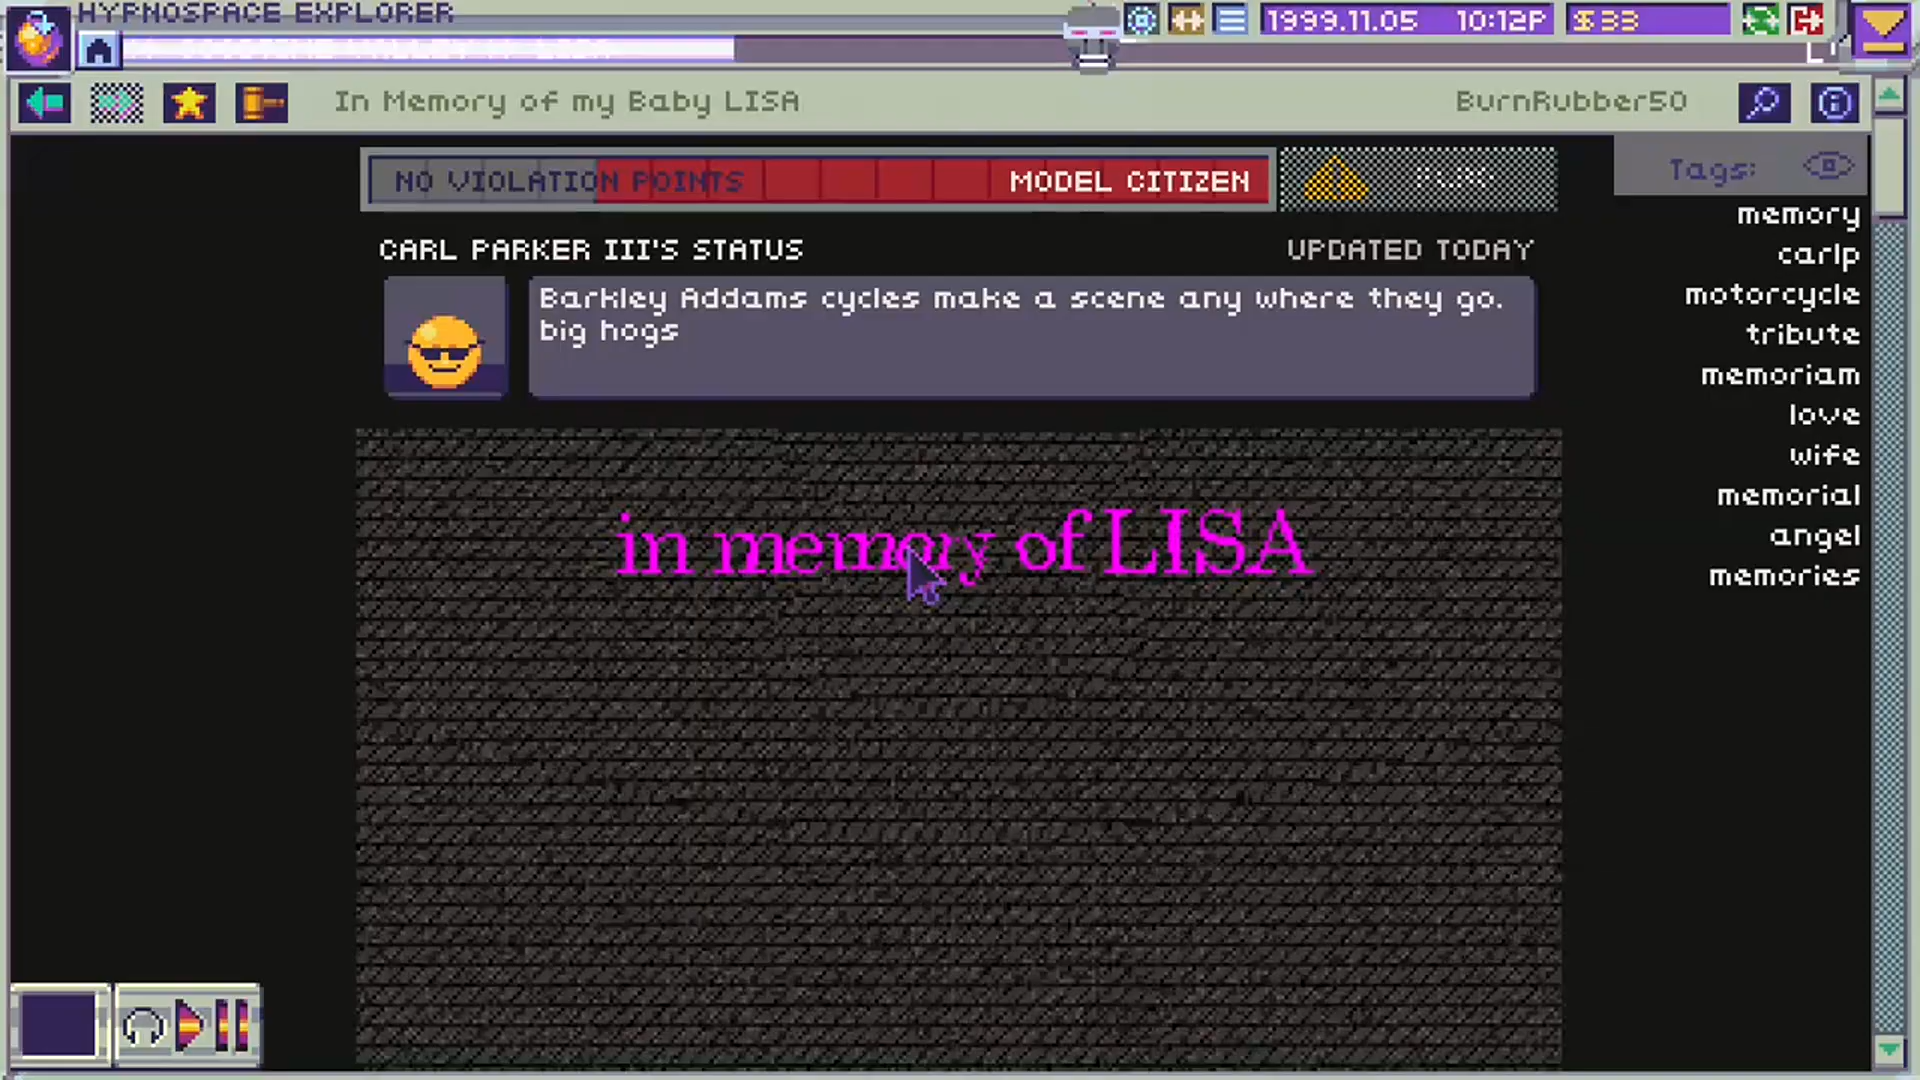 HYPNOSPACE EXPLORER
1999.11.05 10:12P $33
In Memory of my Baby LISA BurnRubber50
NO VIOLATION POINTS MODEL CITIZEN
Tags:
CARL PARKER III'S STATUS UPDATED TODAY
Barkley Addams cycles make a scene any where they go.
big hogs
memory
carlp
motorcycle
tribute
memoriam
love
wife
memorial
angel
memories
in memory of LISA